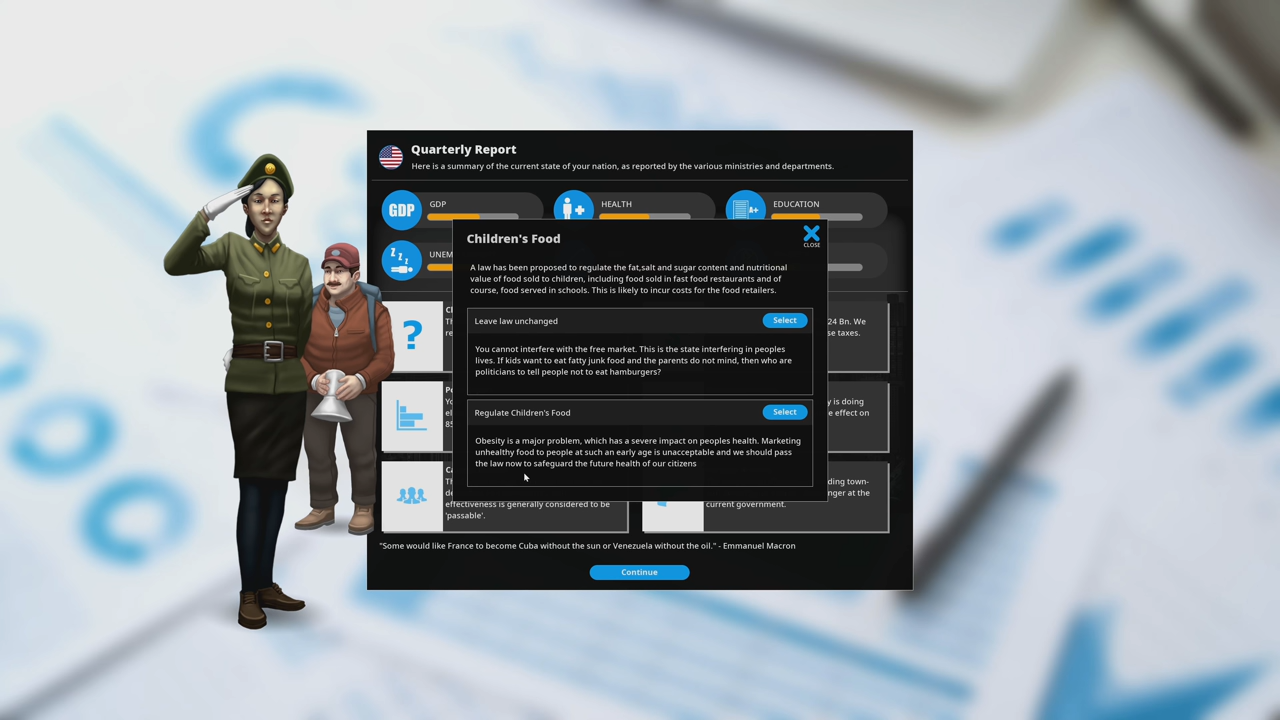 Quarterly Report
Here is a summary of the current state of your nation, as reported by the various ministries and departments.
GDP
GDP
HEALTH
EDUCATION
UNEM
Children's Food
CLOSE
A law has been proposed to regulate the fat,salt and sugar content and nutritional
value of food sold to children, including food sold in fast food restaurants and of
course, food served in schools. This is likely to incur costs for the food retailers.
Leave law unchanged
Select
You cannot interfere with the free market. This is the state interfering in peoples
lives. If kids want to eat fatty junk food and the parents do not mind, then who are
politicians to tell people not to eat hamburgers?
Regulate Children's Food
Select
Obesity is a major problem, which has a severe impact on peoples health. Marketing
unhealthy food to people at such an early age is unacceptable and we should pass
the law now to safeguard the future health of our citizens
24 Bn. We
se taxes.
y is doing
e effect on
ding town-
nger at the
effectiveness is generally considered to be
'passable'.
current government.
"Some would like France to become Cuba without the sun or Venezuela without the oil." - Emmanuel Macron
Continue